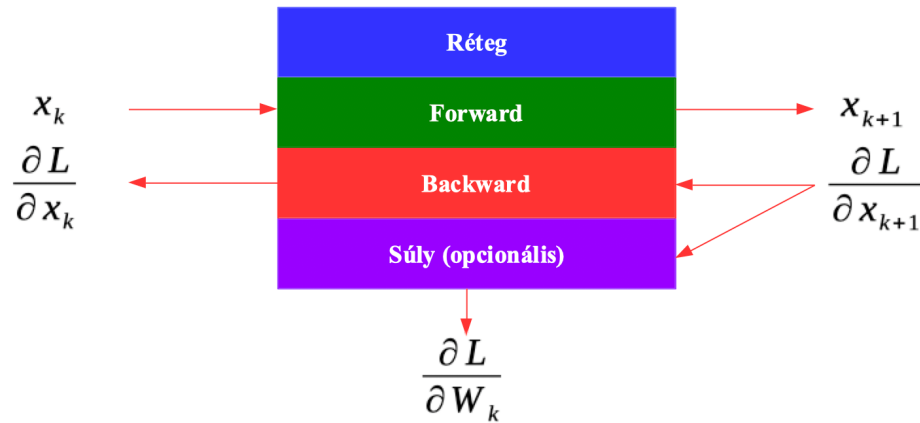 Réteg
x_k
Forward
x_{k+1}
∂L/∂x_k
Backward
∂L/∂x_{k+1}
Súly (opcionális)
∂L/∂W_k